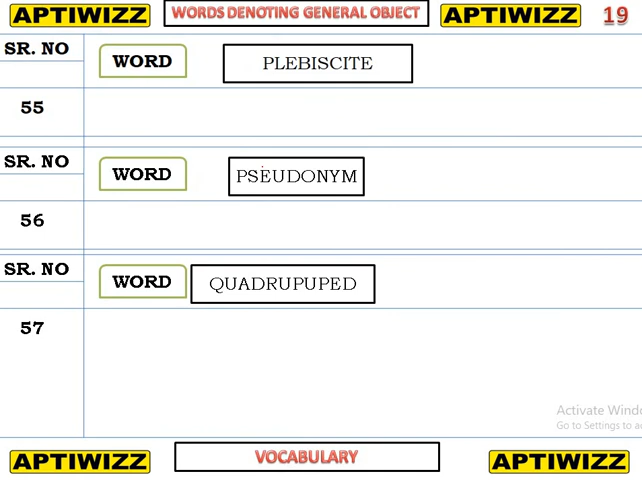 APTIWIZZ WORDS DENOTING GENERAL OBJECT APTIWIZZ 19
SR. NO WORD PLEBISCITE
55
SR. NO WORD PSEUDONYM
56
SR. NO WORD QUADRUPUPED
57
Activate Windo
Go to Settings to a
APTIWIZZ VOCABULARY APTIWIZZ